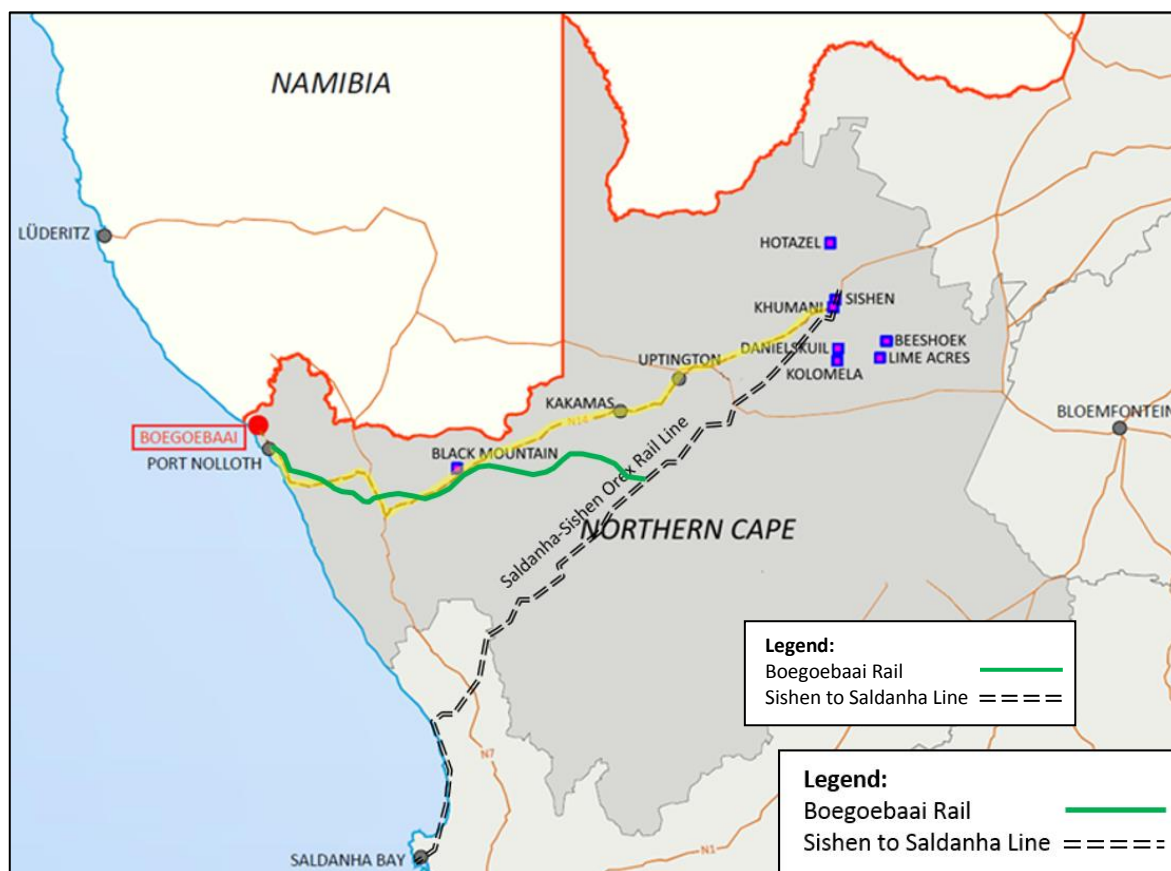 NAMIBIA
LÜDERITZ
HOTAZEL
SISHEN
KHUMANI
BEESHOEK
DANIELSKUIL
LIME ACRES
UPTINGTON
KOLOMELA
KAKAMAS
N14
BLOEMFONTEIN
BOEGOEBAAI
BLACK MOUNTAIN
PORT NOLLOTH
Saldanha-Sishen Orex Rail Line
NORTHERN CAPE
Legend:
Boegoebaai Rail
Sishen to Saldanha Line
N7
Legend:
Boegoebaai Rail
Sishen to Saldanha Line
N1
SALDANHA BAY